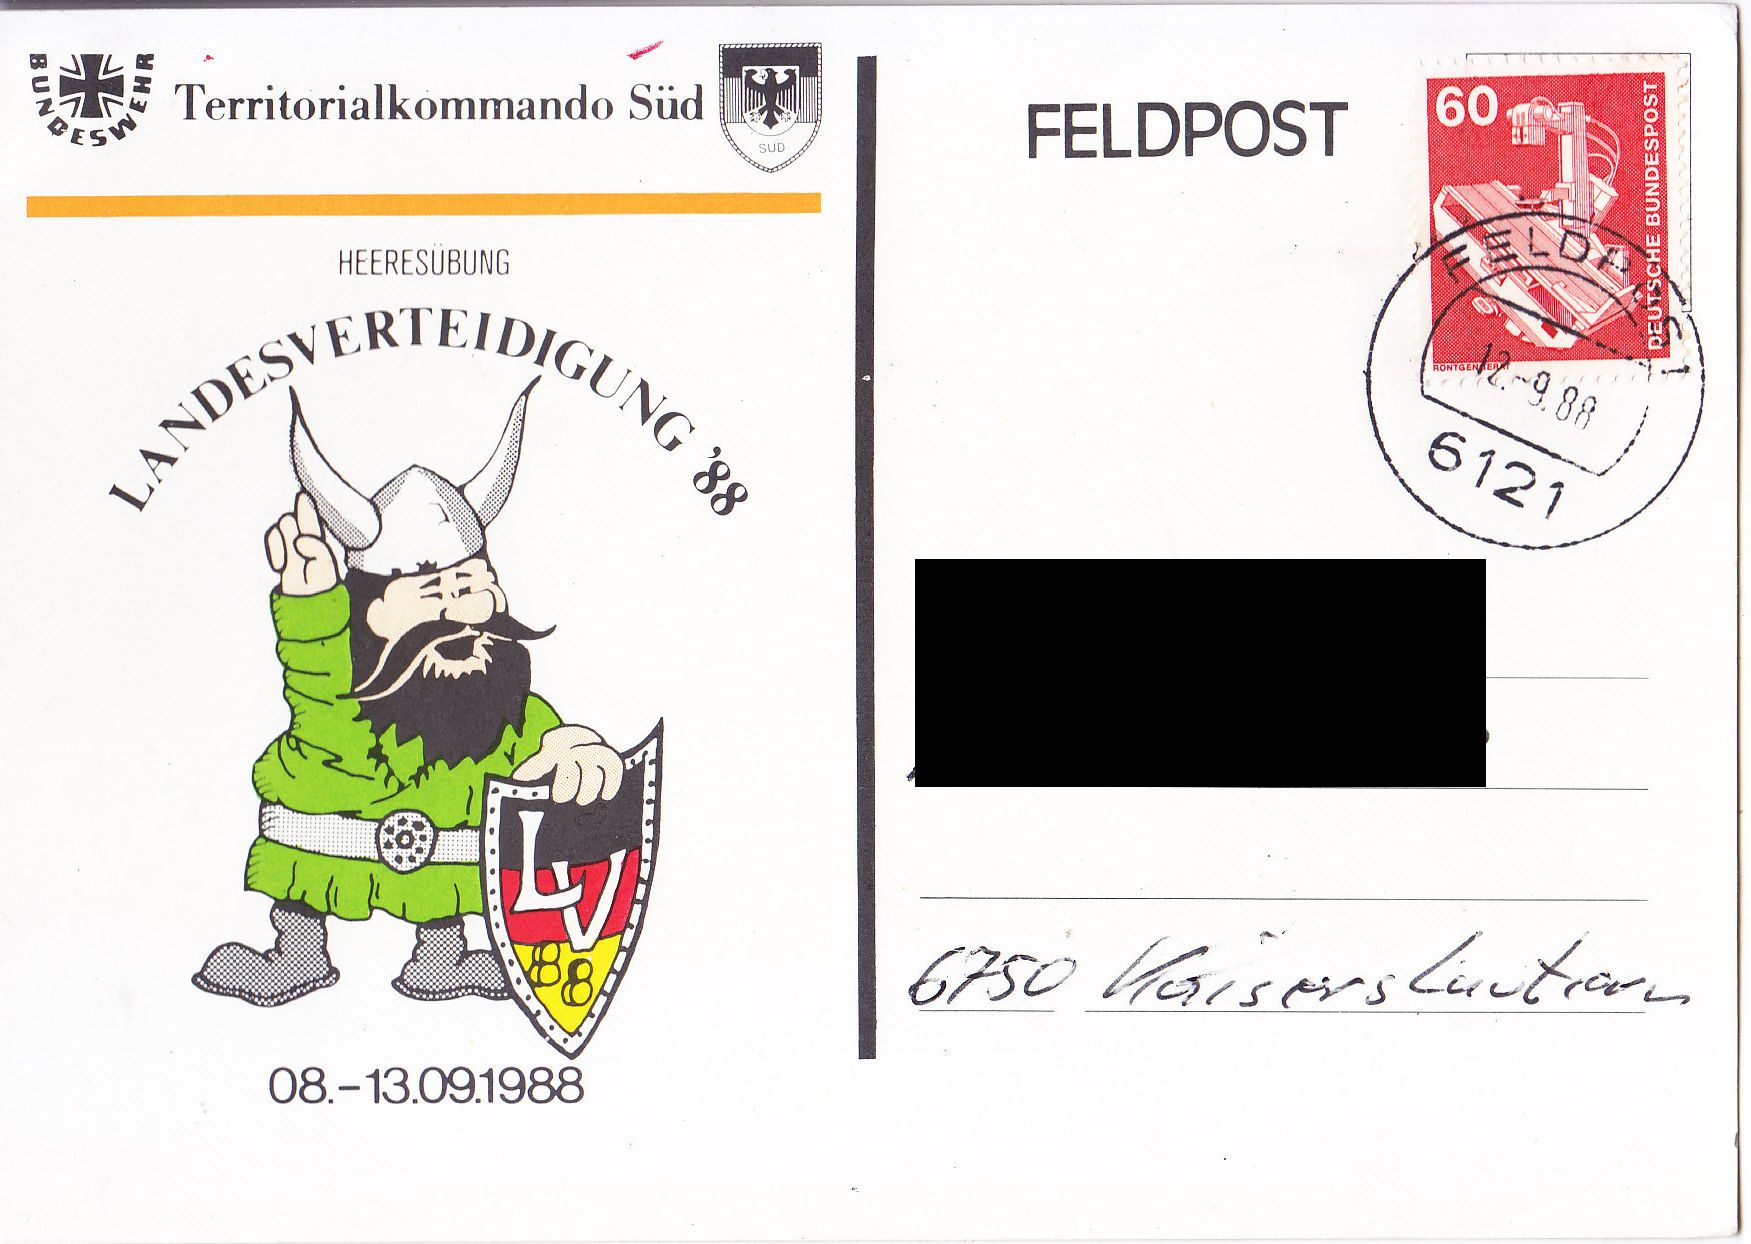 BUNDESWEHR
Territorialkommando Süd
SÜD
HEERESÜBUNG
LANDESVERTEIDIGUNG '88
LV
88
08.-13.09.1988
FELDPOST
60
DEUTSCHE BUNDESPOST
RÖNTGENGERÄT
FELDPOST
12.-9.88
6121
6750 Kaiserslautern